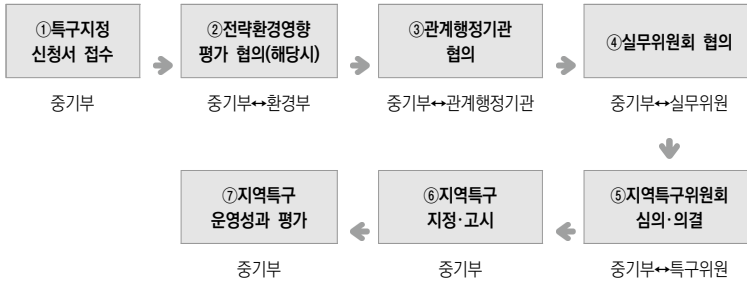 ①특구지정
신청서 접수
중기부
②전략환경영향
평가 협의(해당시)
중기부↔환경부
③관계행정기관
협의
중기부↔관계행정기관
④실무위원회 협의
중기부↔실무위원
⑤지역특구위원회
심의·의결
중기부↔특구위원
⑥지역특구
지정·고시
중기부
⑦지역특구
운영성과 평가
중기부